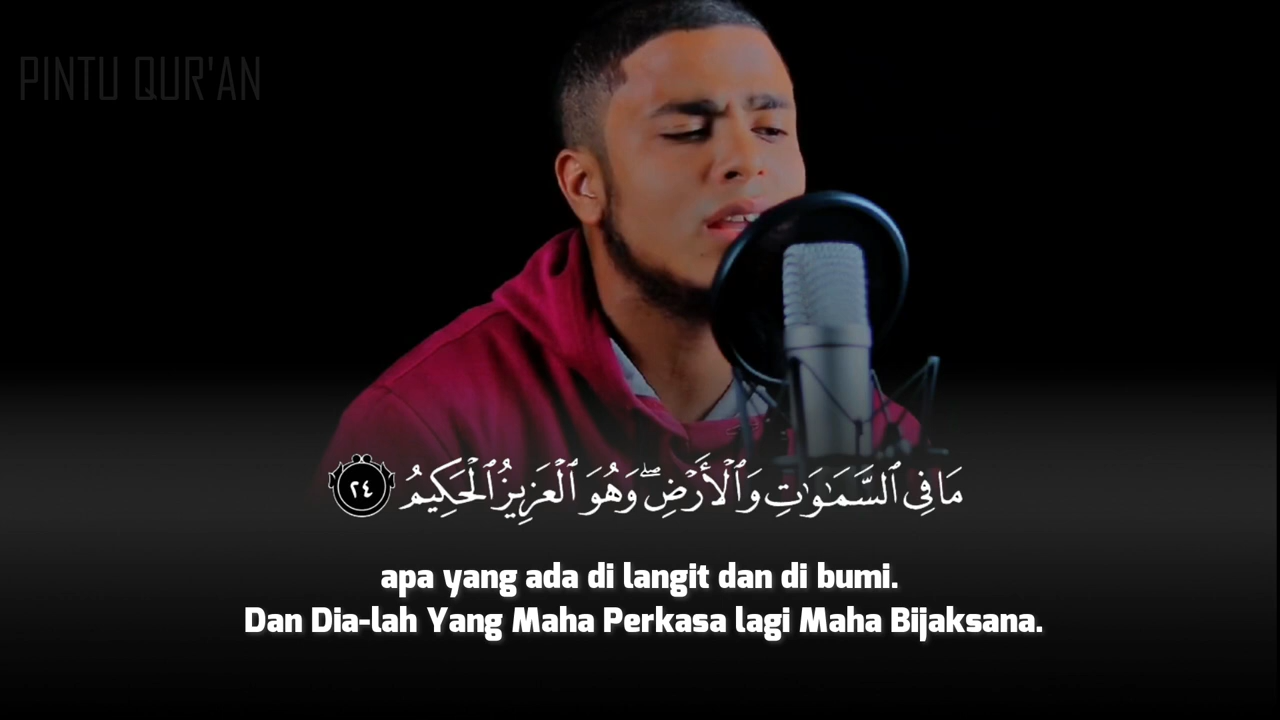 PINTU QUR'AN
مَا فِى ٱلسَّمَـٰوَٰتِ وَٱلْأَرْضِ ۖ وَهُوَ ٱلْعَزِيزُ ٱلْحَكِيمُ ٢٤
apa yang ada di langit dan di bumi.
Dan Dia-lah Yang Maha Perkasa lagi Maha Bijaksana.